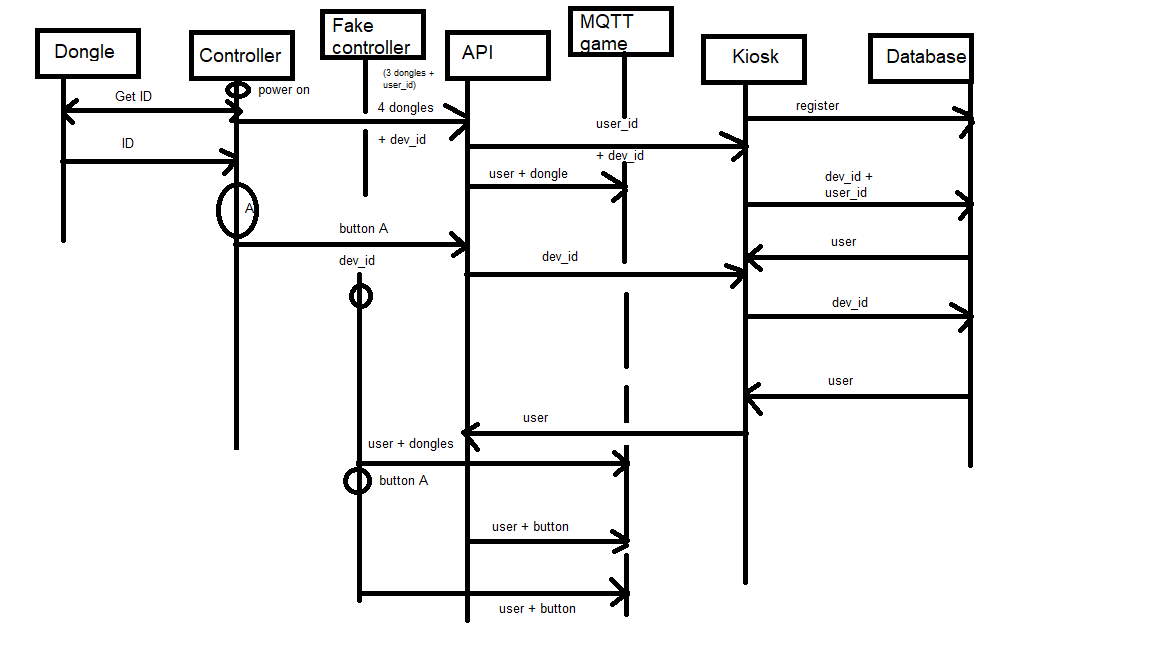 Dongle
Controller
Fake
controller
API
MQTT
game
Kiosk
Database
power on
(3 dongles +
user_id)
Get ID
4 dongles
register
user_id
+ dev_id
ID
+ dev_id
user + dongle
dev_id +
user_id
A
button A
user
dev_id
dev_id
dev_id
user
user
user + dongles
button A
user + button
user + button